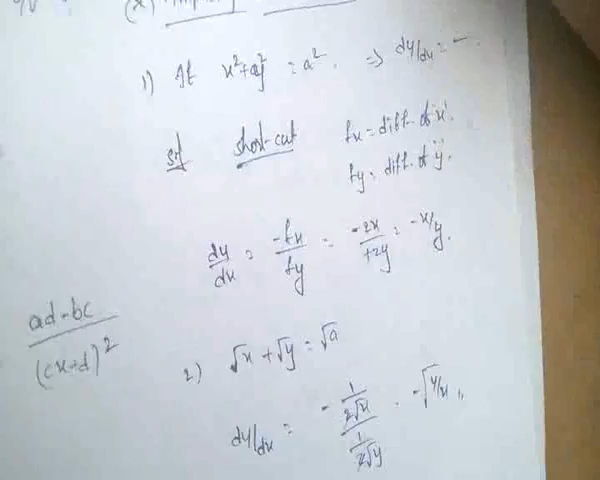 1) If x²+y² = a². ⇒ dy/dx = –.
Sol short-cut fx = diff. of 'x'.
fy = diff. of 'y'.
dy/dx = -fx/fy = -2x/+2y = -x/y.
ad-bc/(cx+d)²
2) √x + √y = √a
dy/dx = - (1/2√x)/(1/2√y) = -√y/x